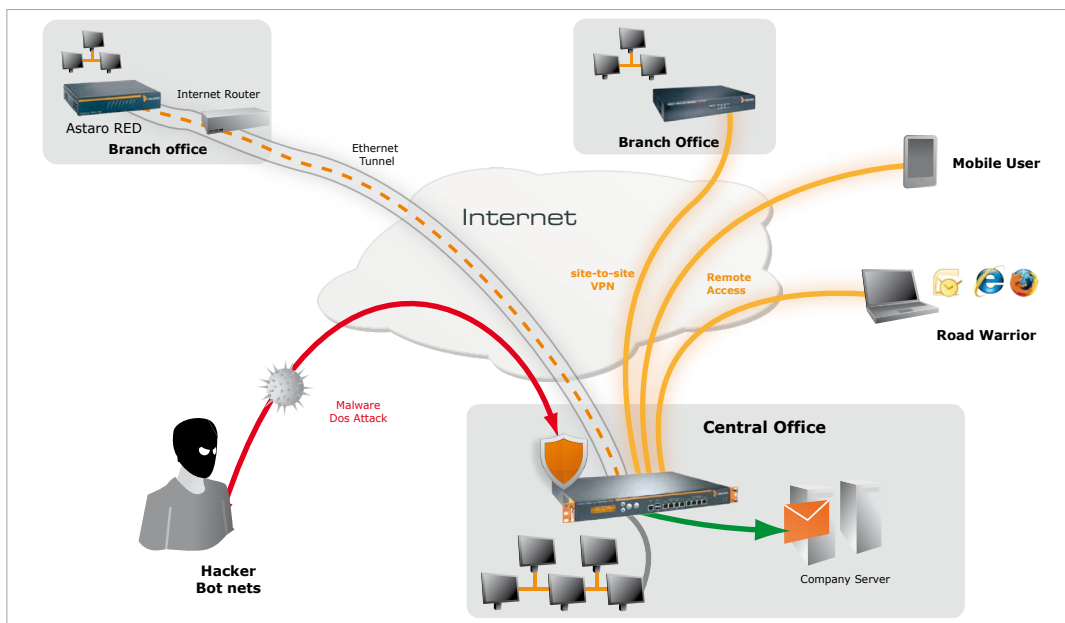 Internet Router
Astaro RED
Branch office
Ethernet
Tunnel
Branch Office
Mobile User
Internet
site-to-site
VPN
Remote
Access
Road Warrior
Malware
Dos Attack
Central Office
Hacker
Bot nets
Company Server